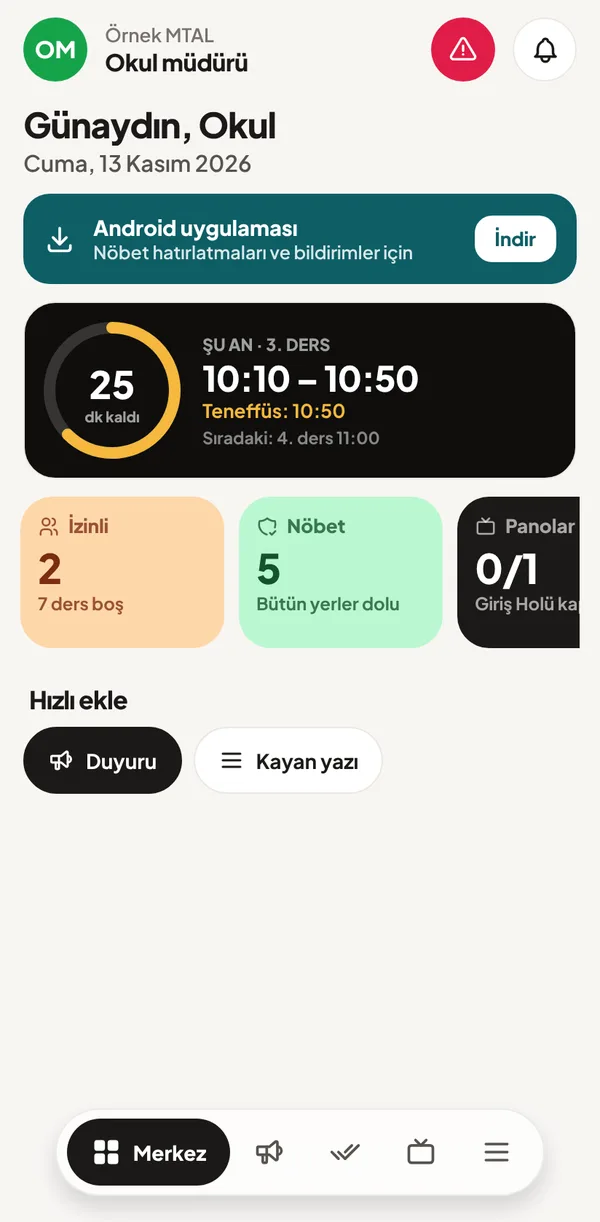 OM
Örnek MTAL
Okul müdürü
Günaydın, Okul
Cuma, 13 Kasım 2026
Android uygulaması
Nöbet hatırlatmaları ve bildirimler için
İndir
25
dk kaldı
ŞU AN · 3. DERS
10:10 – 10:50
Teneffüs: 10:50
Sıradaki: 4. ders 11:00
İzinli
2
7 ders boş
Nöbet
5
Bütün yerler dolu
Panolar
0/1
Giriş Holü
Hızlı ekle
Duyuru
Kayan yazı
Merkez